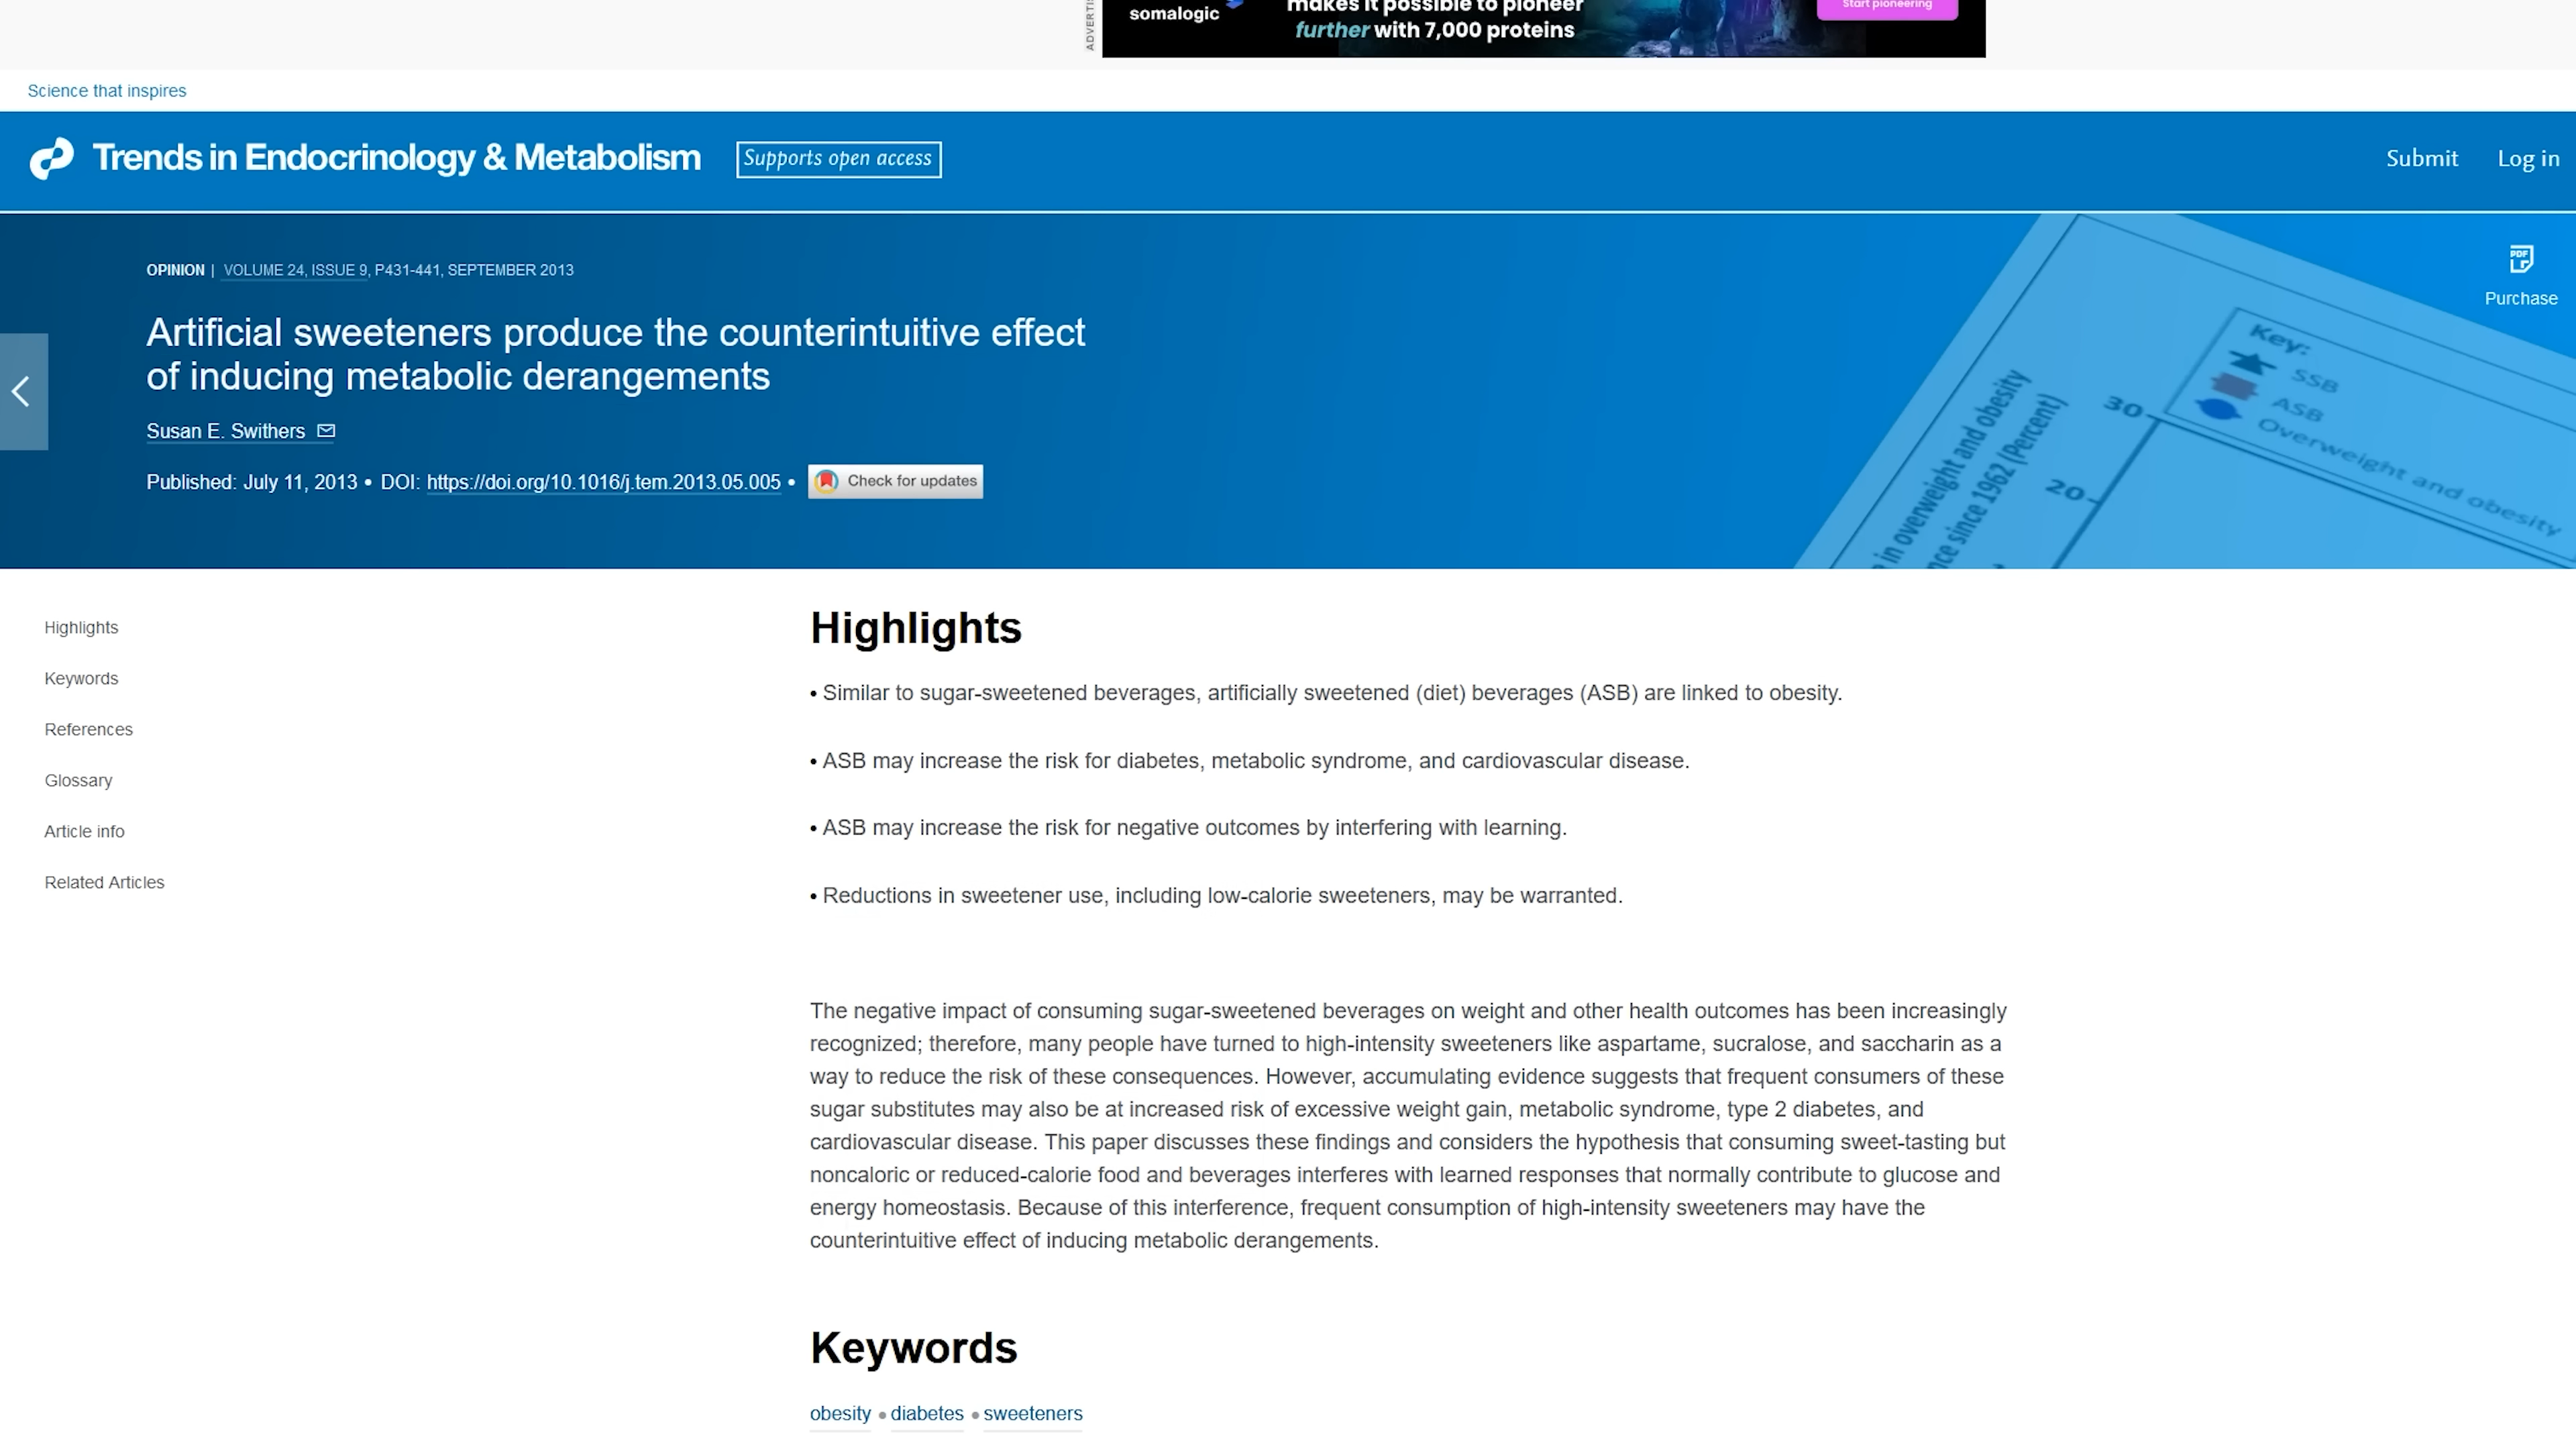 ADVERTIS
somalogic
makes it possible to pioneer
further with 7,000 proteins
Start pioneering
Science that inspires
Trends in Endocrinology & Metabolism
Supports open access
Submit
Log in
OPINION | VOLUME 24, ISSUE 9, P431-441, SEPTEMBER 2013
Artificial sweeteners produce the counterintuitive effect
of inducing metabolic derangements
Susan E. Swithers
Published: July 11, 2013 • DOI: https://doi.org/10.1016/j.tem.2013.05.005 •
Check for updates
PDF
Purchase
Key:
SSB
ASB
Overweight and obesity
in overweight and obesity
nce since 1962 (Percent)
30
20
Highlights
Keywords
References
Glossary
Article info
Related Articles
Highlights
• Similar to sugar-sweetened beverages, artificially sweetened (diet) beverages (ASB) are linked to obesity.
• ASB may increase the risk for diabetes, metabolic syndrome, and cardiovascular disease.
• ASB may increase the risk for negative outcomes by interfering with learning.
• Reductions in sweetener use, including low-calorie sweeteners, may be warranted.
The negative impact of consuming sugar-sweetened beverages on weight and other health outcomes has been increasingly
recognized; therefore, many people have turned to high-intensity sweeteners like aspartame, sucralose, and saccharin as a
way to reduce the risk of these consequences. However, accumulating evidence suggests that frequent consumers of these
sugar substitutes may also be at increased risk of excessive weight gain, metabolic syndrome, type 2 diabetes, and
cardiovascular disease. This paper discusses these findings and considers the hypothesis that consuming sweet-tasting but
noncaloric or reduced-calorie food and beverages interferes with learned responses that normally contribute to glucose and
energy homeostasis. Because of this interference, frequent consumption of high-intensity sweeteners may have the
counterintuitive effect of inducing metabolic derangements.
Keywords
obesity • diabetes • sweeteners